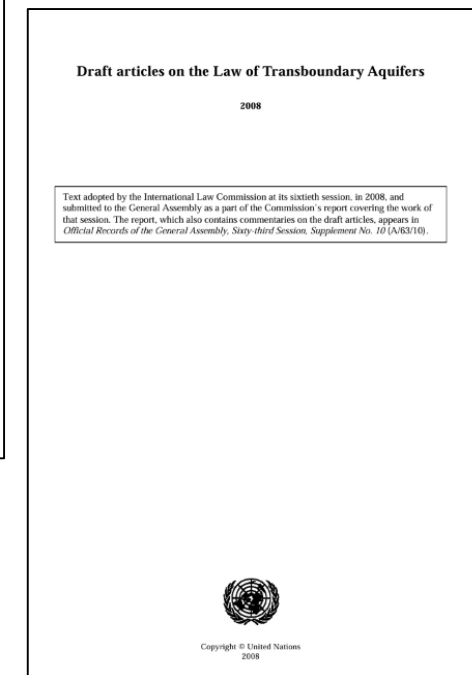 Draft articles on the Law of Transboundary Aquifers
2008
Text adopted by the International Law Commission at its sixtieth session, in 2008, and
submitted to the General Assembly as a part of the Commission's report covering the work of
that session. The report, which also contains commentaries on the draft articles, appears in
Official Records of the General Assembly, Sixty-third Session, Supplement No. 10 (A/63/10).
Copyright © United Nations
2008